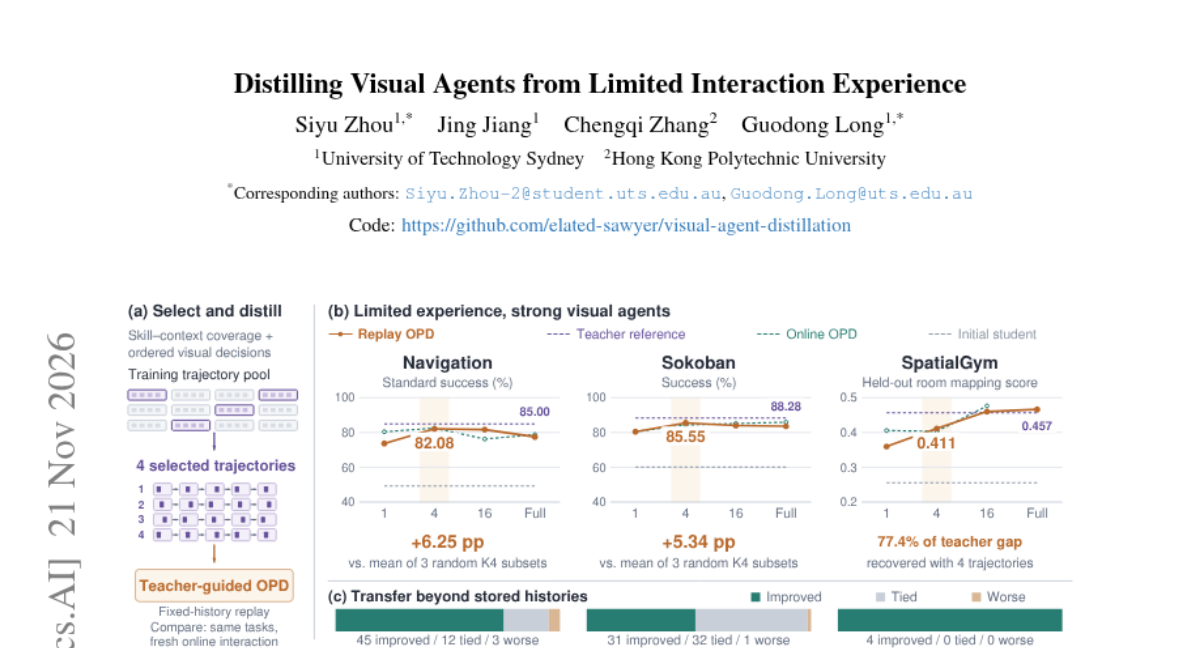 Distilling Visual Agents from Limited Interaction Experience
Siyu Zhou1,* Jing Jiang1 Chengqi Zhang2 Guodong Long1,*
1University of Technology Sydney 2Hong Kong Polytechnic University
*Corresponding authors: Siyu.Zhou-2@student.uts.edu.au, Guodong.Long@uts.edu.au
Code: https://github.com/elated-sawyer/visual-agent-distillation
cs.AI] 21 Nov 2026
(a) Select and distill
Skill–context coverage +
ordered visual decisions
Training trajectory pool
4 selected trajectories
1
2
3
4
Teacher-guided OPD
Fixed-history replay
Compare: same tasks,
fresh online interaction
(b) Limited experience, strong visual agents
Replay OPD Teacher reference Online OPD Initial student
Navigation
Standard success (%)
100
80
60
40
85.00
82.08
1 4 16 Full
+6.25 pp
vs. mean of 3 random K4 subsets
Sokoban
Success (%)
100
80
60
40
88.28
85.55
1 4 16 Full
+5.34 pp
vs. mean of 3 random K4 subsets
SpatialGym
Held-out room mapping score
0.5
0.4
0.3
0.2
0.457
0.411
1 4 16 Full
77.4% of teacher gap
recovered with 4 trajectories
(c) Transfer beyond stored histories
Improved Tied Worse
45 improved / 12 tied / 3 worse
31 improved / 32 tied / 1 worse
4 improved / 0 tied / 0 worse